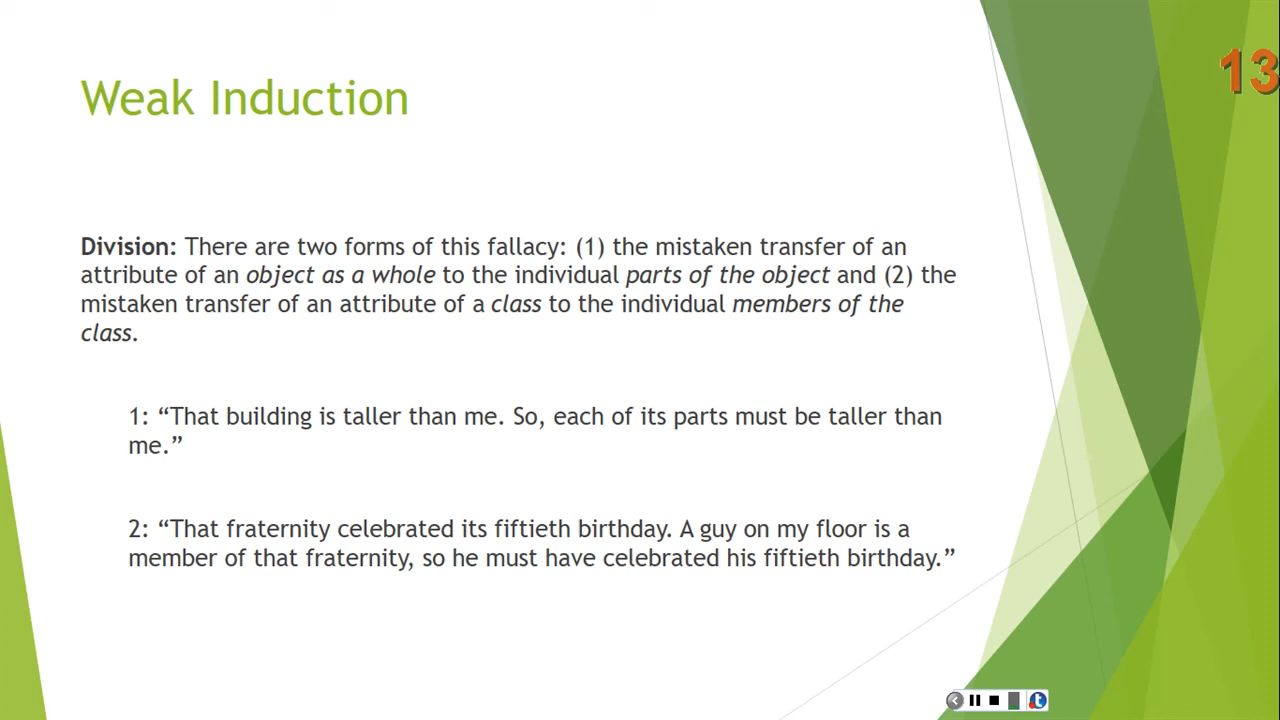 Weak Induction
13
Division: There are two forms of this fallacy: (1) the mistaken transfer of an
attribute of an object as a whole to the individual parts of the object and (2) the
mistaken transfer of an attribute of a class to the individual members of the
class.
1: “That building is taller than me. So, each of its parts must be taller than
me.”
2: “That fraternity celebrated its fiftieth birthday. A guy on my floor is a
member of that fraternity, so he must have celebrated his fiftieth birthday.”
t